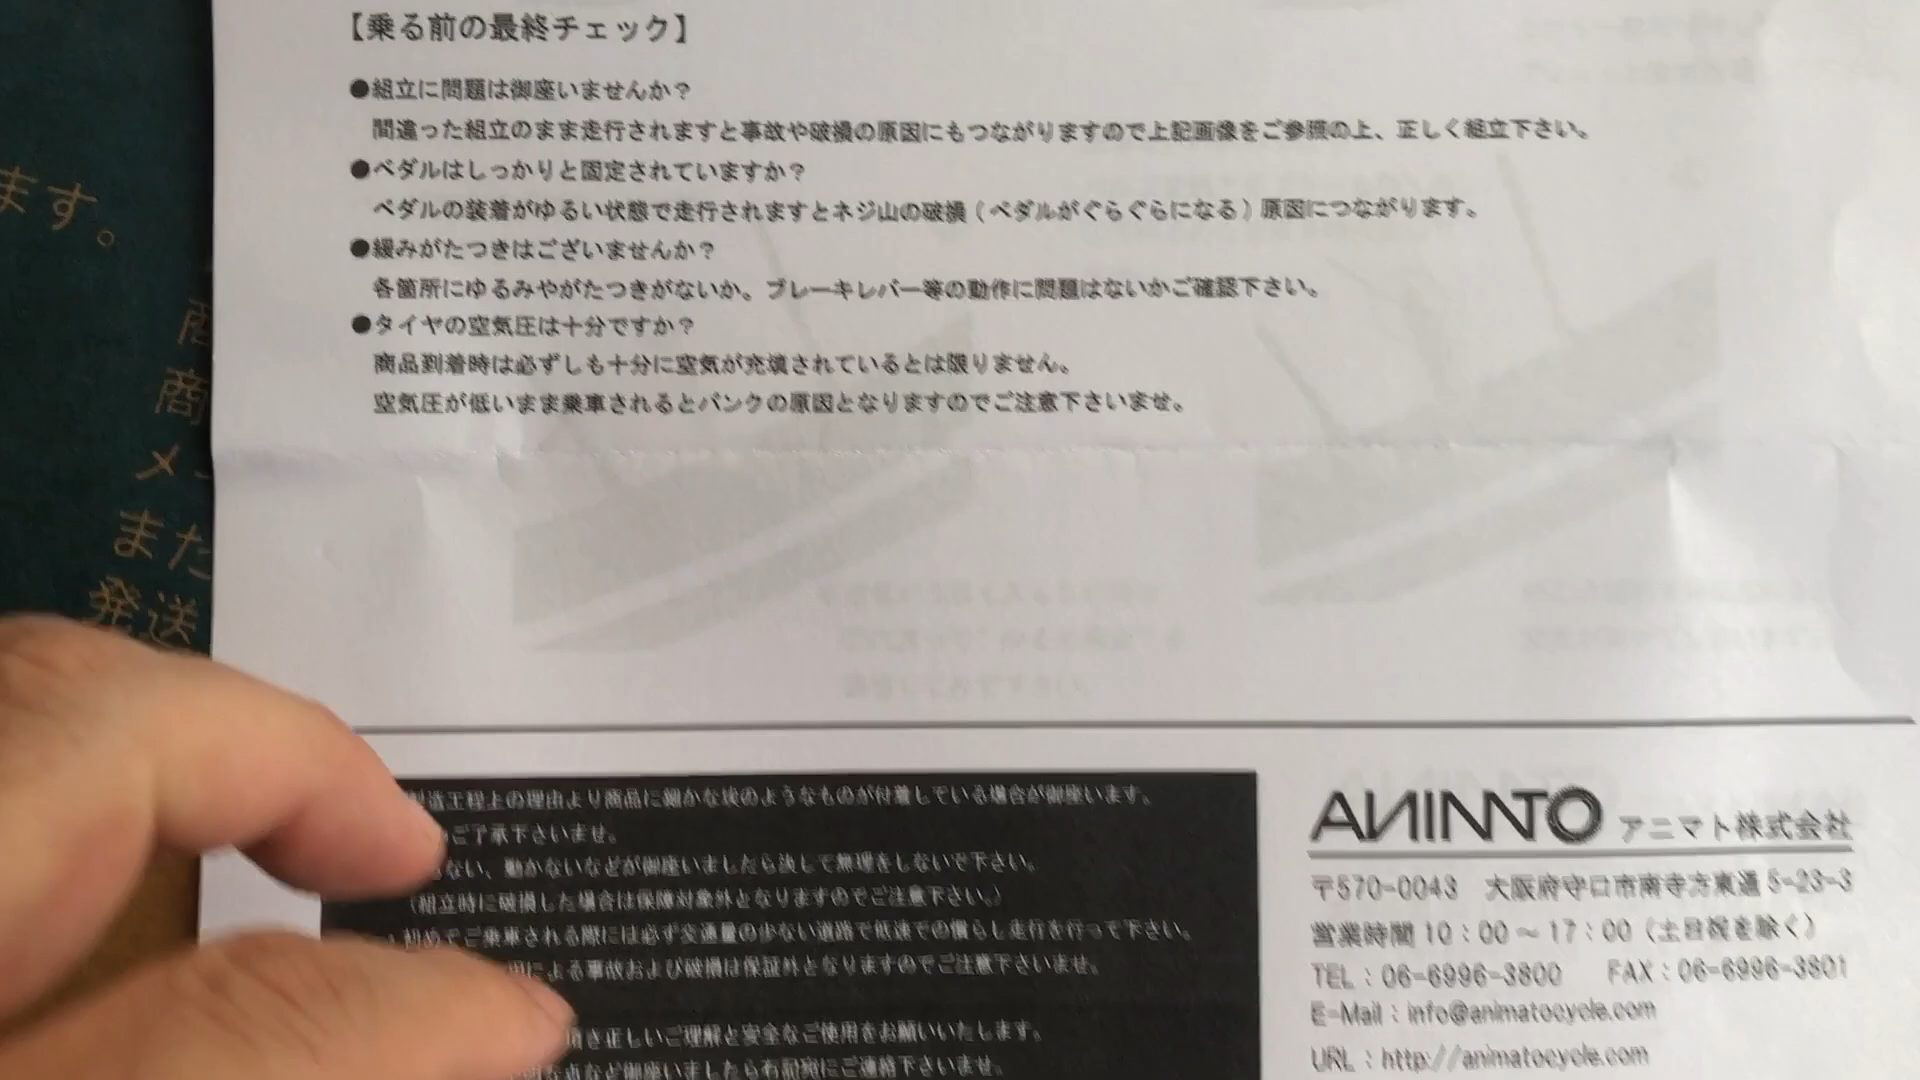 【乗る前の最終チェック】
●組立に問題は御座いませんか？
間違った組立のまま走行されますと事故や破損の原因にもつながりますので上記画像をご参照の上、正しく組立下さい。
●ペダルはしっかりと固定されていますか？
ペダルの装着がゆるい状態で走行されますとネジ山の破損（ペダルがぐらぐらになる）原因につながります。
●緩みがたつきはございませんか？
各箇所にゆるみやがたつきがないか。ブレーキレバー等の動作に問題はないかご確認下さい。
●タイヤの空気圧は十分ですか？
商品到着時は必ずしも十分に空気が充填されているとは限りません。
空気圧が低いまま乗車されるとパンクの原因となりますのでご注意下さいませ。
ます。
商
メー
また
発送
製造工程上の理由より商品に細かな状のようなものが付着している場合が御座います。
ご了承下さいませ。
ない、動かないなどが御座いましたら決して無理をしないで下さい。
（組立時に破損した場合は保障対象外となりますのでご注意下さい。）
初めてご乗車される際には必ず交通量の少ない道路で低速での慣らし走行を行って下さい。
による事故および破損は保証外となりますのでご注意下さいませ。
正しいご理解と安全なご使用をお願いいたします。
な点など御座いましたら右記宛にご連絡下さいませ。
ANIMATO アニマト株式会社
〒570-0043 大阪府守口市南寺方東通 5-23-3
営業時間 10：00 ～ 17：00（土日祝を除く）
TEL：06-6996-3800 FAX：06-6996-3801
E-Mail：info@animatocycle.com
URL：http://animatocycle.com